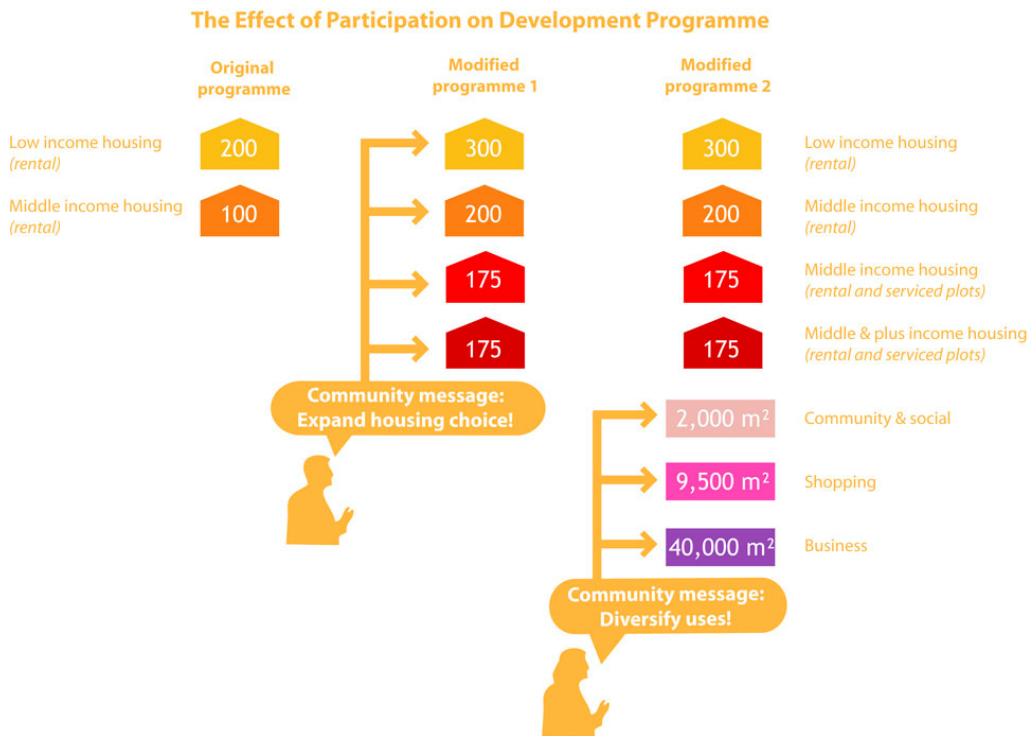 The Effect of Participation on Development Programme
Original
programme
Modified
programme 1
Modified
programme 2
Low income housing
(rental)
200
300
300
Low income housing
(rental)
Middle income housing
(rental)
100
200
200
Middle income housing
(rental)
175
175
Middle income housing
(rental and serviced plots)
175
175
Middle & plus income housing
(rental and serviced plots)
Community message:
Expand housing choice!
2,000 m²
Community & social
9,500 m²
Shopping
40,000 m²
Business
Community message:
Diversify uses!